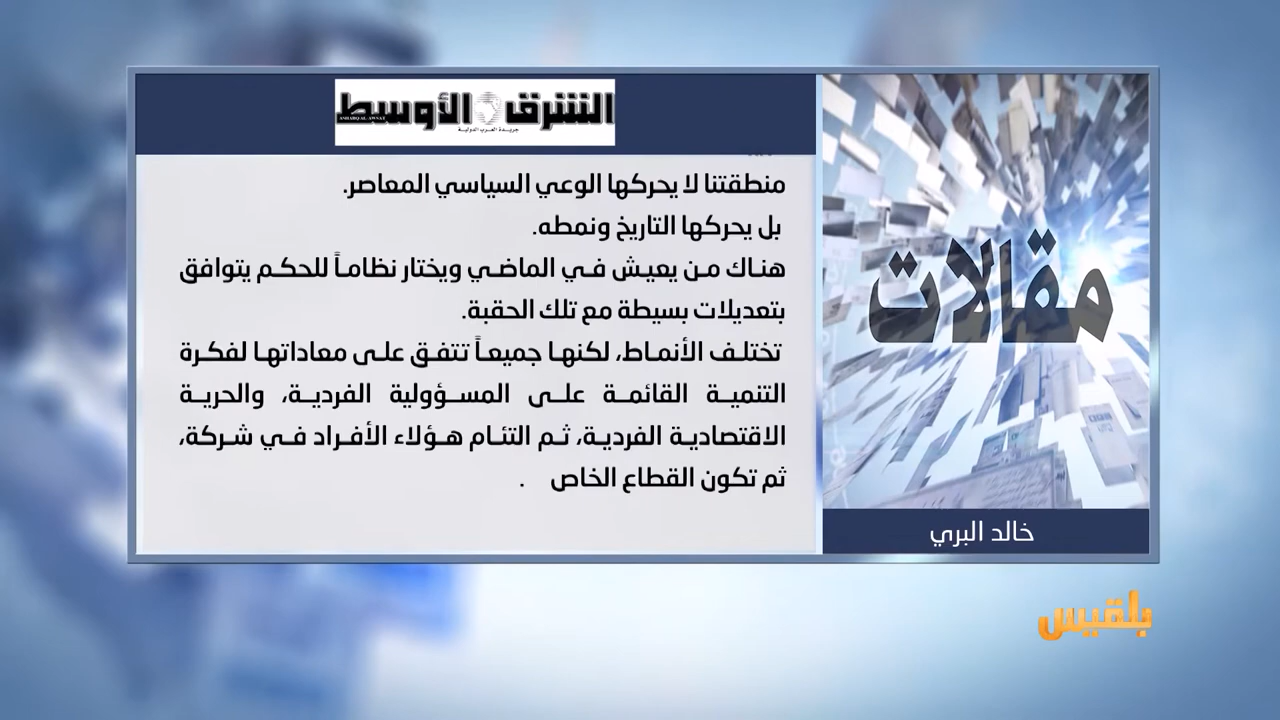 الشرق الأوسط
ASHARQ AL-AWSAT
جريدة العرب الدولية
منطقتنا لا يحركها الوعي السياسي المعاصر.
بل يحركها التاريخ ونمطه.
هناك من يعيش في الماضي ويختار نظاماً للحكم يتوافق
بتعديلات بسيطة مع تلك الحقبة.
تختلف الأنماط، لكنها جميعاً تتفق على معاداتها لفكرة
التنمية القائمة على المسؤولية الفردية، والحرية
الاقتصادية الفردية، ثم التئام هؤلاء الأفراد في شركة،
ثم تكون القطاع الخاص .
مقالات
خالد البري
بلقيس